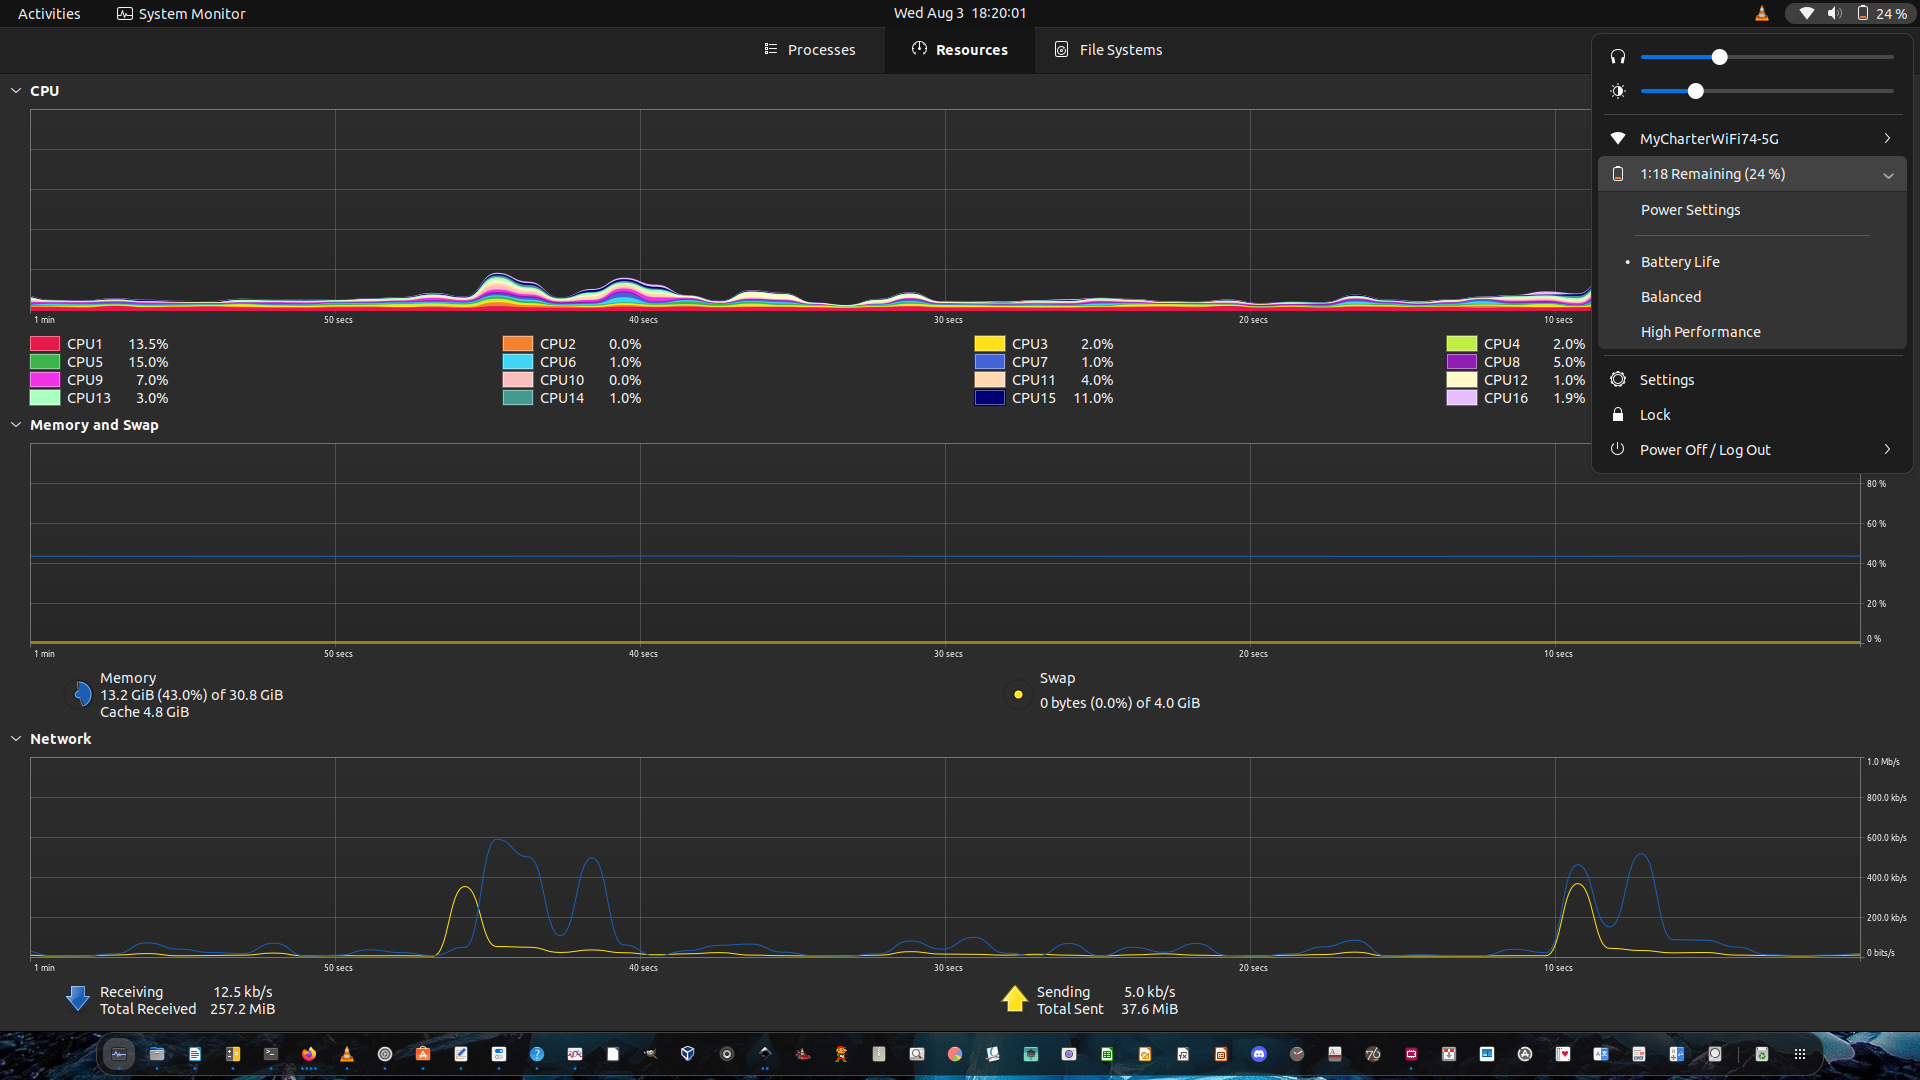 Activities
System Monitor
Wed Aug 3 18:20:01
24 %
Processes
Resources
File Systems
CPU
1 min 50 secs 40 secs 30 secs 20 secs 10 secs
CPU1 13.5% CPU2 0.0% CPU3 2.0% CPU4 2.0%
CPU5 15.0% CPU6 1.0% CPU7 1.0% CPU8 5.0%
CPU9 7.0% CPU10 0.0% CPU11 4.0% CPU12 1.0%
CPU13 3.0% CPU14 1.0% CPU15 11.0% CPU16 1.9%
MyCharterWiFi74-5G
1:18 Remaining (24 %)
Power Settings
• Battery Life
Balanced
High Performance
Settings
Lock
Power Off / Log Out
Memory and Swap
80 %
60 %
40 %
20 %
0 %
1 min 50 secs 40 secs 30 secs 20 secs 10 secs
Memory
13.2 GiB (43.0%) of 30.8 GiB
Cache 4.8 GiB
Swap
0 bytes (0.0%) of 4.0 GiB
Network
1.0 Mb/s
800.0 kb/s
600.0 kb/s
400.0 kb/s
200.0 kb/s
0 bits/s
1 min 50 secs 40 secs 30 secs 20 secs 10 secs
Receiving 12.5 kb/s
Total Received 257.2 MiB
Sending 5.0 kb/s
Total Sent 37.6 MiB